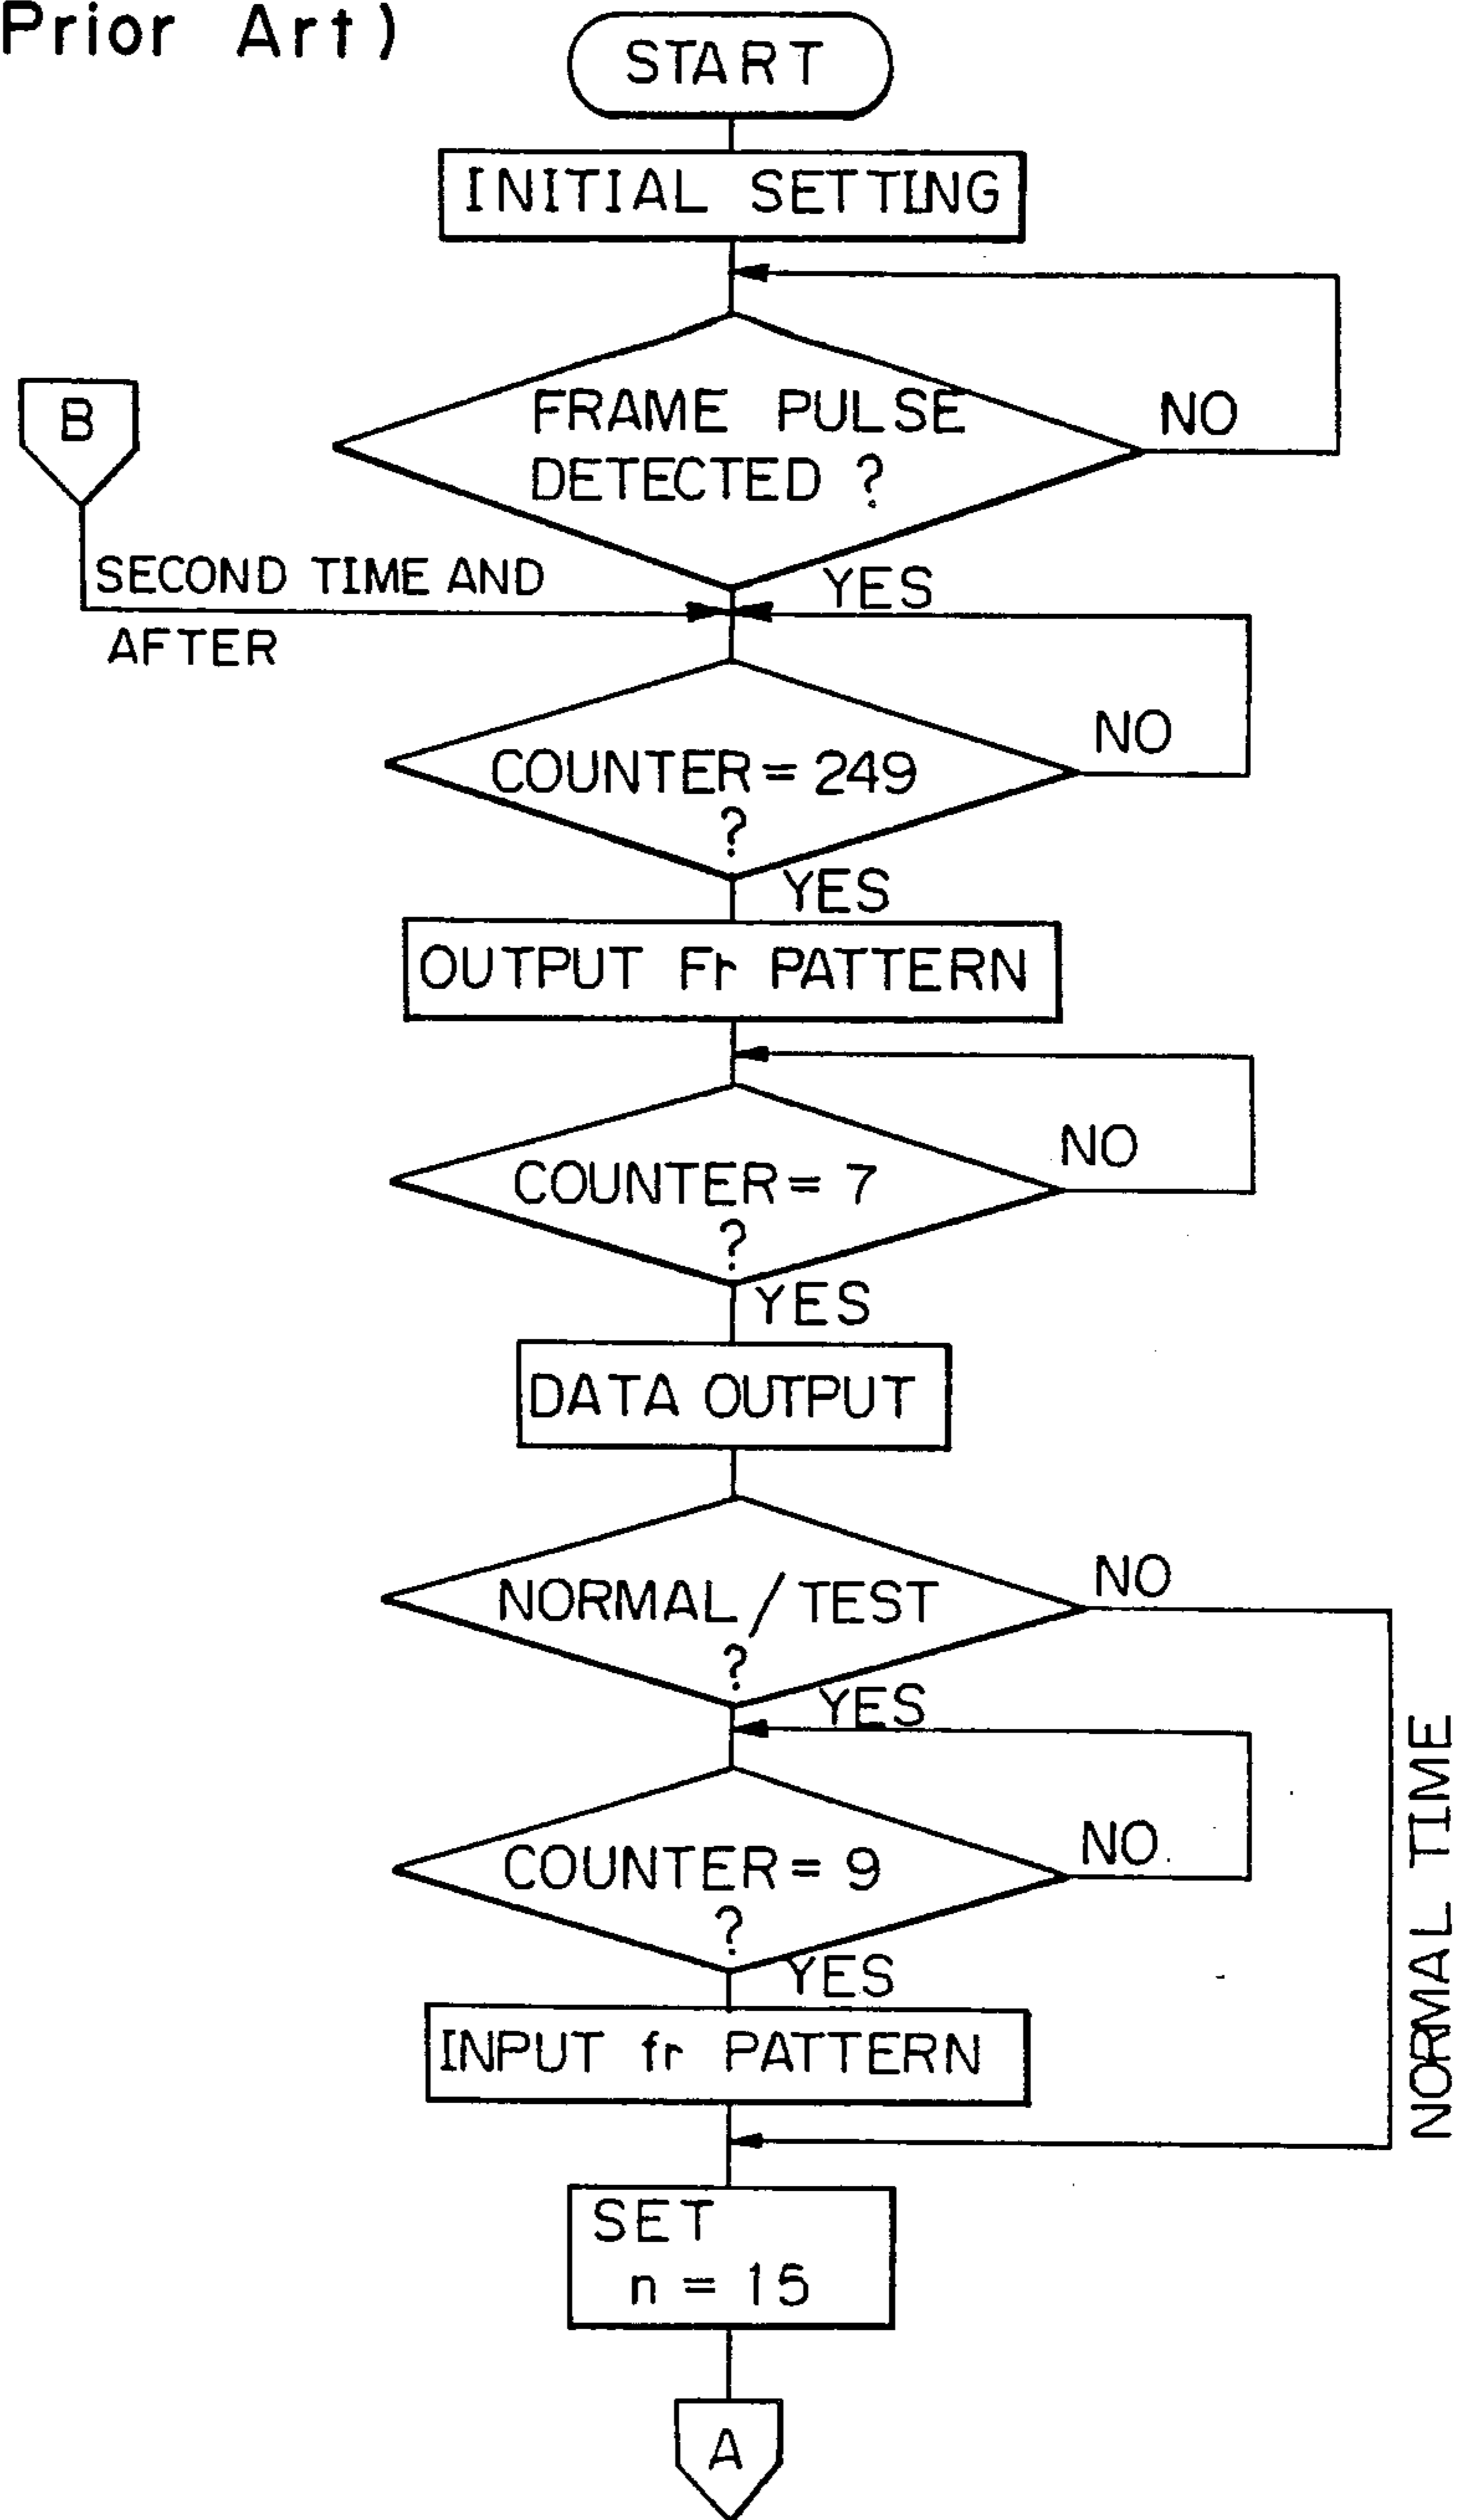 Prior Art)
START
INITIAL SETTING
FRAME PULSE
DETECTED ?
NO
B
SECOND TIME AND
AFTER
YES
COUNTER = 249
?
NO
YES
OUTPUT Fr PATTERN
COUNTER = 7
?
NO
YES
DATA OUTPUT
NORMAL / TEST
?
NO
YES
COUNTER = 9
?
NO
YES
INPUT fr PATTERN
NORMAL TIME
SET
n =
A